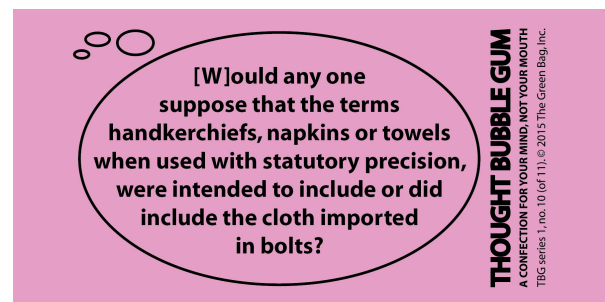 [W]ould any one
suppose that the terms
handkerchiefs, napkins or towels
when used with statutory precision,
were intended to include or did
include the cloth imported
in bolts?
THOUGHT BUBBLE GUM
A CONFECTION FOR YOUR MIND, NOT YOUR MOUTH
TBG series 1, no. 10 (of 11), © 2015 The Green Bag, Inc.